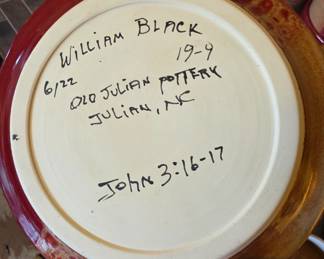 William Black
19-9
6/22
Old Julian Pottery
Julian, NC
John 3:16-17